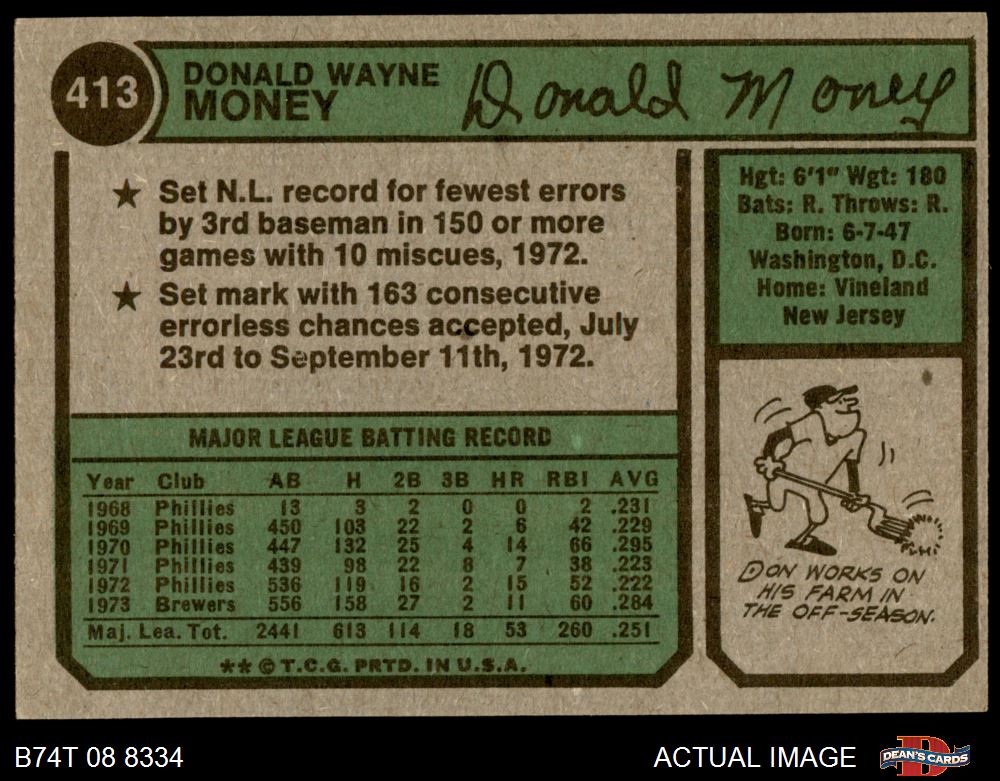 413
DONALD WAYNE
MONEY
Donald Money
★ Set N.L. record for fewest errors
by 3rd baseman in 150 or more
games with 10 miscues, 1972.
★ Set mark with 163 consecutive
errorless chances accepted, July
23rd to September 11th, 1972.
Hgt: 6'1" Wgt: 180
Bats: R. Throws: R.
Born: 6-7-47
Washington, D.C.
Home: Vineland
New Jersey
MAJOR LEAGUE BATTING RECORD
Year Club AB H 2B 3B HR RBI AVG
1968 Phillies 13 3 2 0 0 2 .231
1969 Phillies 450 103 22 2 6 42 .229
1970 Phillies 447 132 25 4 14 66 .295
1971 Phillies 439 98 22 8 7 38 .223
1972 Phillies 536 119 16 2 15 52 .222
1973 Brewers 556 158 27 2 11 60 .284
Maj. Lea. Tot. 2441 613 114 18 53 260 .251
** © T.C.G. PRTD. IN U.S.A.
DON WORKS ON
HIS FARM IN
THE OFF-SEASON.
B74T 08 8334
ACTUAL IMAGE
DEAN'S CARDS